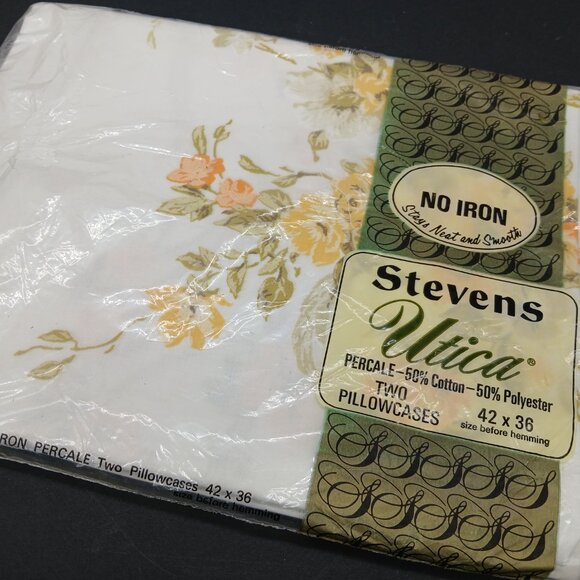 NO IRON
Stays Neat and Smooth
Stevens
Utica®
PERCALE–50% Cotton–50% Polyester
TWO PILLOWCASES
42 x 36
size before hemming
IRON PERCALE Two Pillowcases 42 x 36
size before hemming